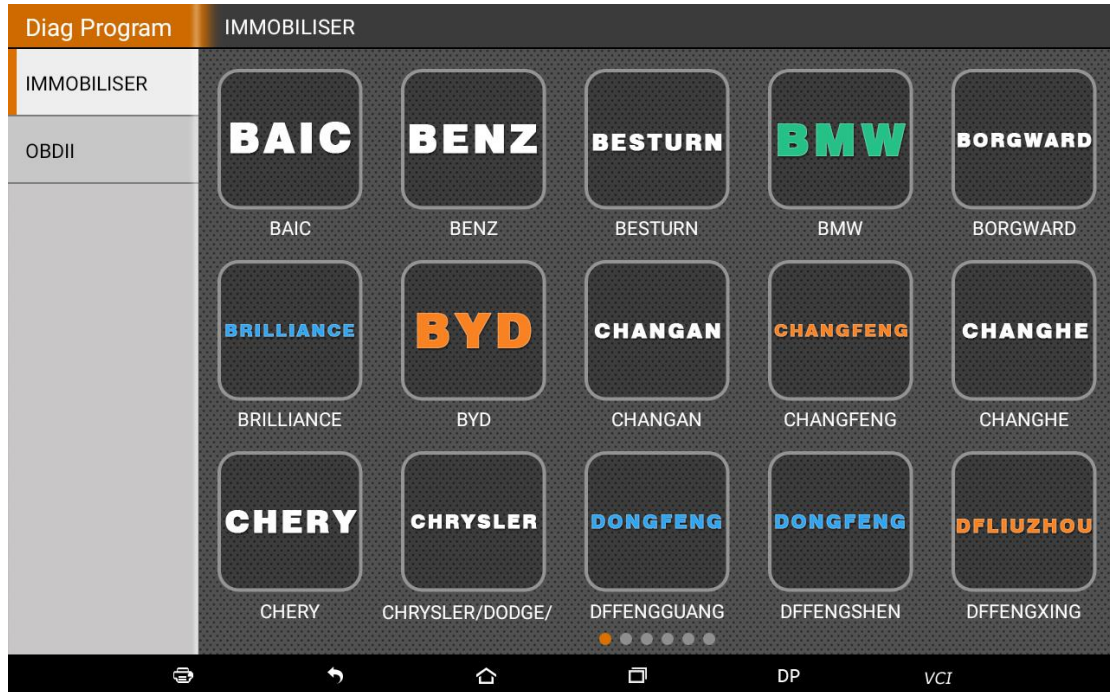 Diag Program
IMMOBILISER
IMMOBILISER
OBDII
BAIC BENZ BESTURN BMW BORGWARD
BAIC BENZ BESTURN BMW BORGWARD
BRILLIANCE BYD CHANGAN CHANGFENG CHANGHE
BRILLIANCE BYD CHANGAN CHANGFENG CHANGHE
CHERY CHRYSLER DONGFENG DONGFENG DFLIUZHOU
CHERY CHRYSLER/DODGE/ DFFENGGUANG DFFENGSHEN DFFENGXING
DP VCI